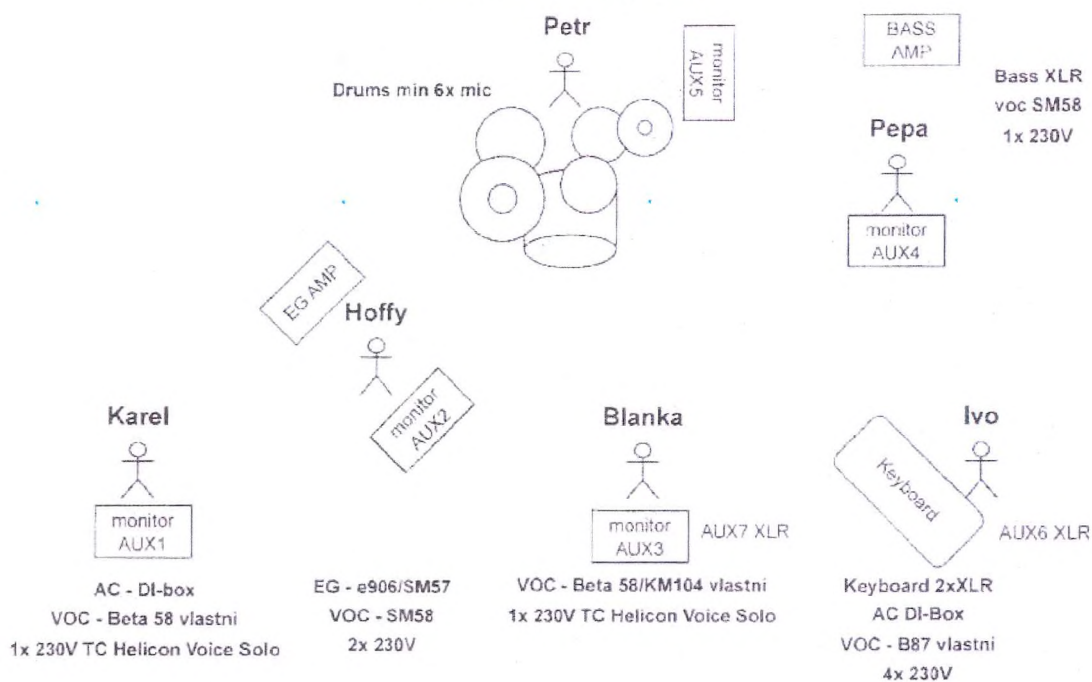 Petr
Drums min 6x mic
monitor
AUX5
BASS
AMP
Bass XLR
voc SM58
1x 230V
Pepa
monitor
AUX4
EG AMP
Hoffy
monitor
AUX2
Karel
monitor
AUX1
AC - DI-box
VOC - Beta 58 vlastni
1x 230V TC Helicon Voice Solo
EG - e906/SM57
VOC - SM58
2x 230V
Blanka
monitor
AUX3
AUX7 XLR
VOC - Beta 58/KM104 vlastni
1x 230V TC Helicon Voice Solo
Ivo
Keyboard
AUX6 XLR
Keyboard 2xXLR
AC DI-Box
VOC - B87 vlastni
4x 230V